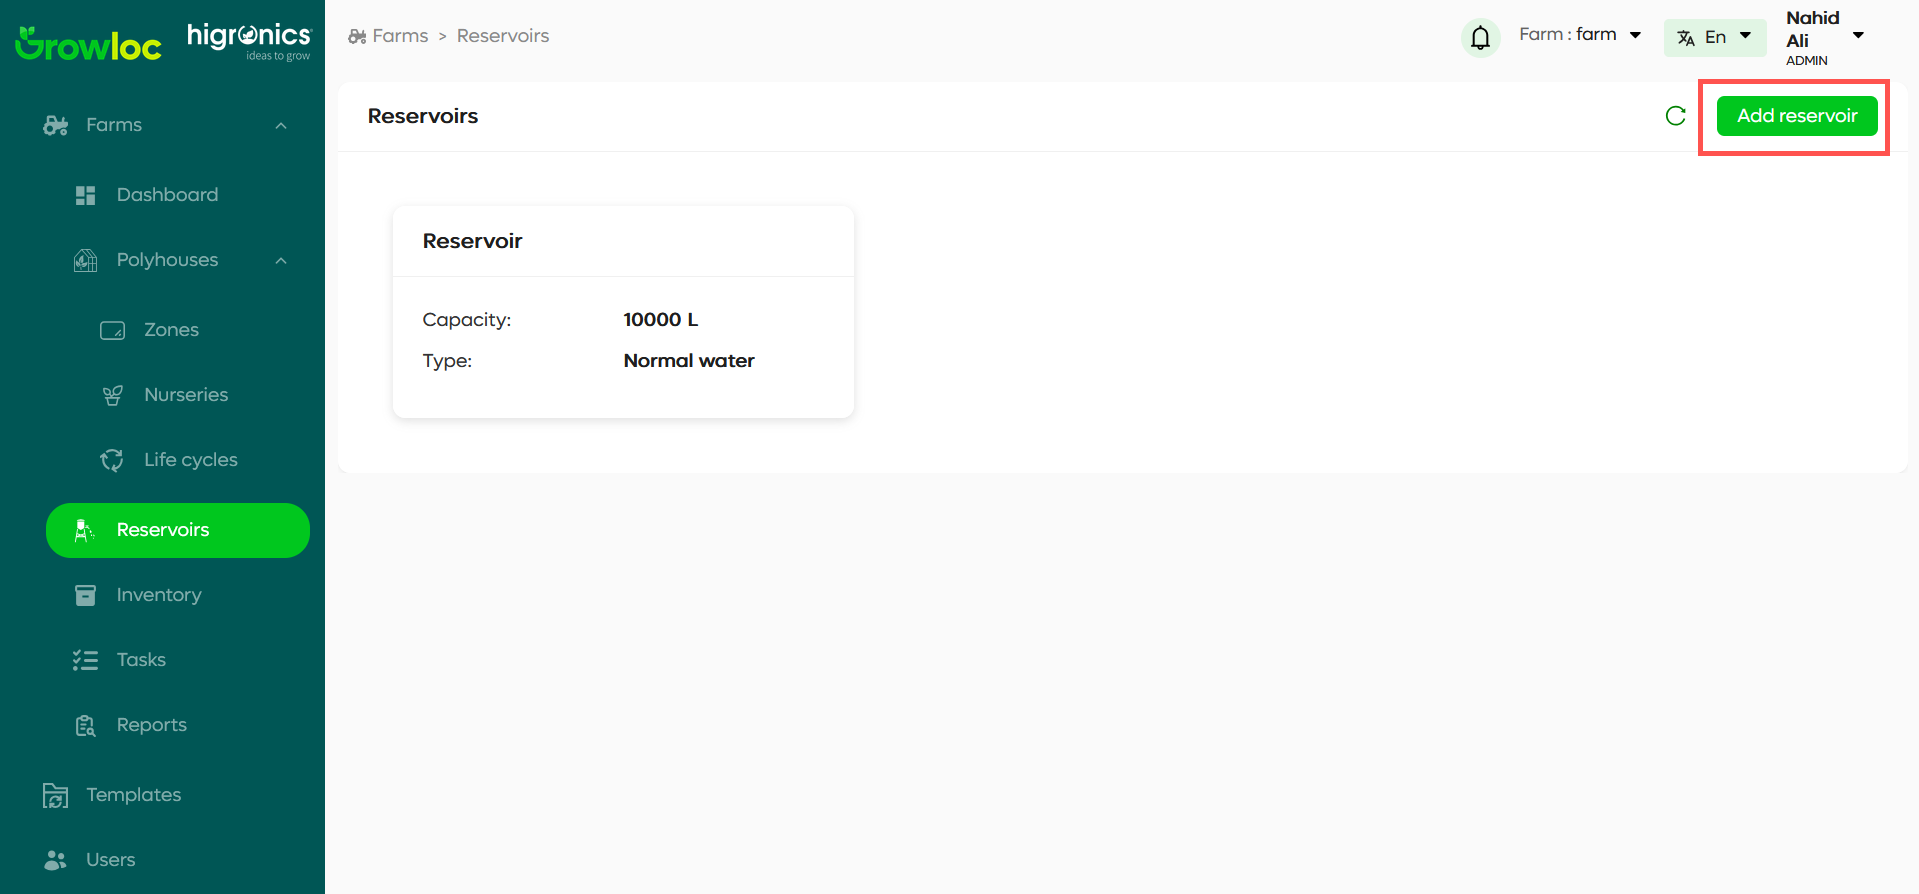 Growloc
higronics
ideas to grow
Farms
Dashboard
Polyhouses
Zones
Nurseries
Life cycles
Reservoirs
Inventory
Tasks
Reports
Templates
Users
Farms > Reservoirs
Farm : farm
En
Nahid
Ali
ADMIN
Reservoirs
Add reservoir
Reservoir
Capacity: 10000 L
Type: Normal water